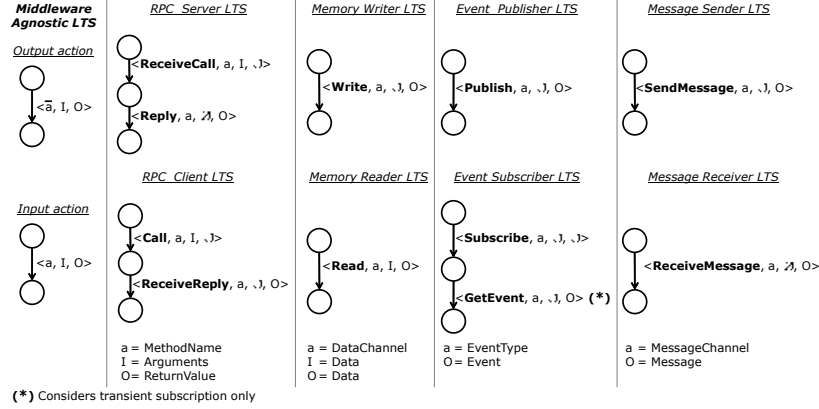 Middleware
Agnostic LTS
Output action
<a̅, I, O>
Input action
<a, I, O>
RPC_Server LTS
<ReceiveCall, a, I, >
<Reply, a, , O>
RPC_Client LTS
<Call, a, I, >
<ReceiveReply, a, , O>
a = MethodName
I = Arguments
O= ReturnValue
Memory Writer LTS
<Write, a, , O>
Memory Reader LTS
<Read, a, I, O>
a = DataChannel
I = Data
O = Data
Event_Publisher LTS
<Publish, a, , O>
Event Subscriber LTS
<Subscribe, a, , >
<GetEvent, a, , O> (*)
a = EventType
O= Event
Message Sender LTS
<SendMessage, a, , O>
Message Receiver LTS
<ReceiveMessage, a, , O>
a = MessageChannel
O = Message
(*) Considers transient subscription only